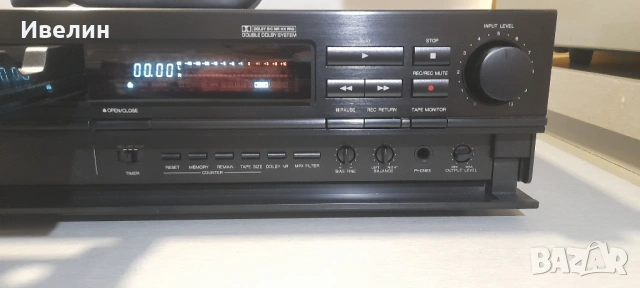 Ивелин
DOLBY B·C NR HX PRO
DOUBLE DOLBY SYSTEM
INPUT LEVEL
PLAY
STOP
00.00
REC/REC MUTE
OPEN/CLOSE
PAUSE
REC RETURN
TAPE MONITOR
TIMER
RESET
MEMORY
REMAIN
TAPE SIZE
DOLBY NR
MPX FILTER
COUNTER
BIAS FINE
BALANCE
PHONES
OUTPUT LEVEL
BAZAR